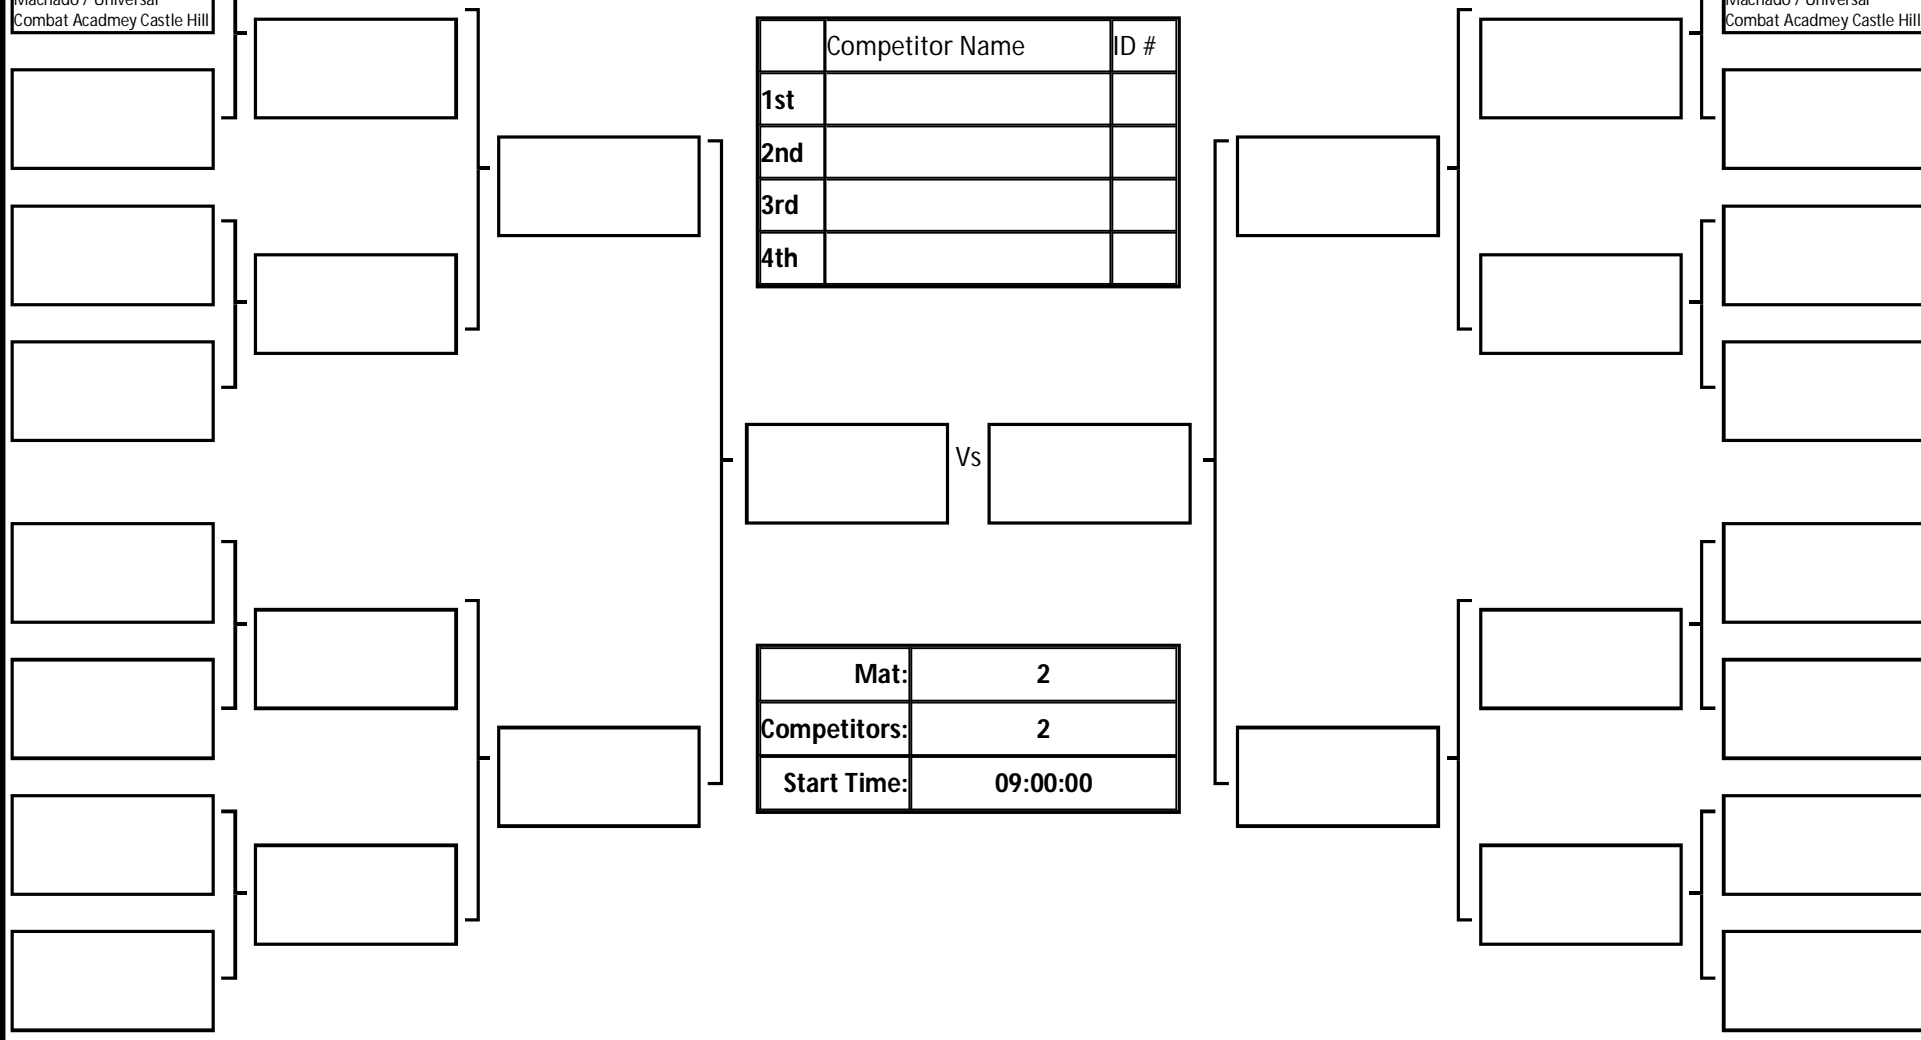 Machado / Universal
Combat Acadmey Castle Hill
Machado / Universal
Combat Acadmey Castle Hill
Competitor Name ID #
1st
2nd
3rd
4th
Vs
Mat: 2
Competitors: 2
Start Time: 09:00:00